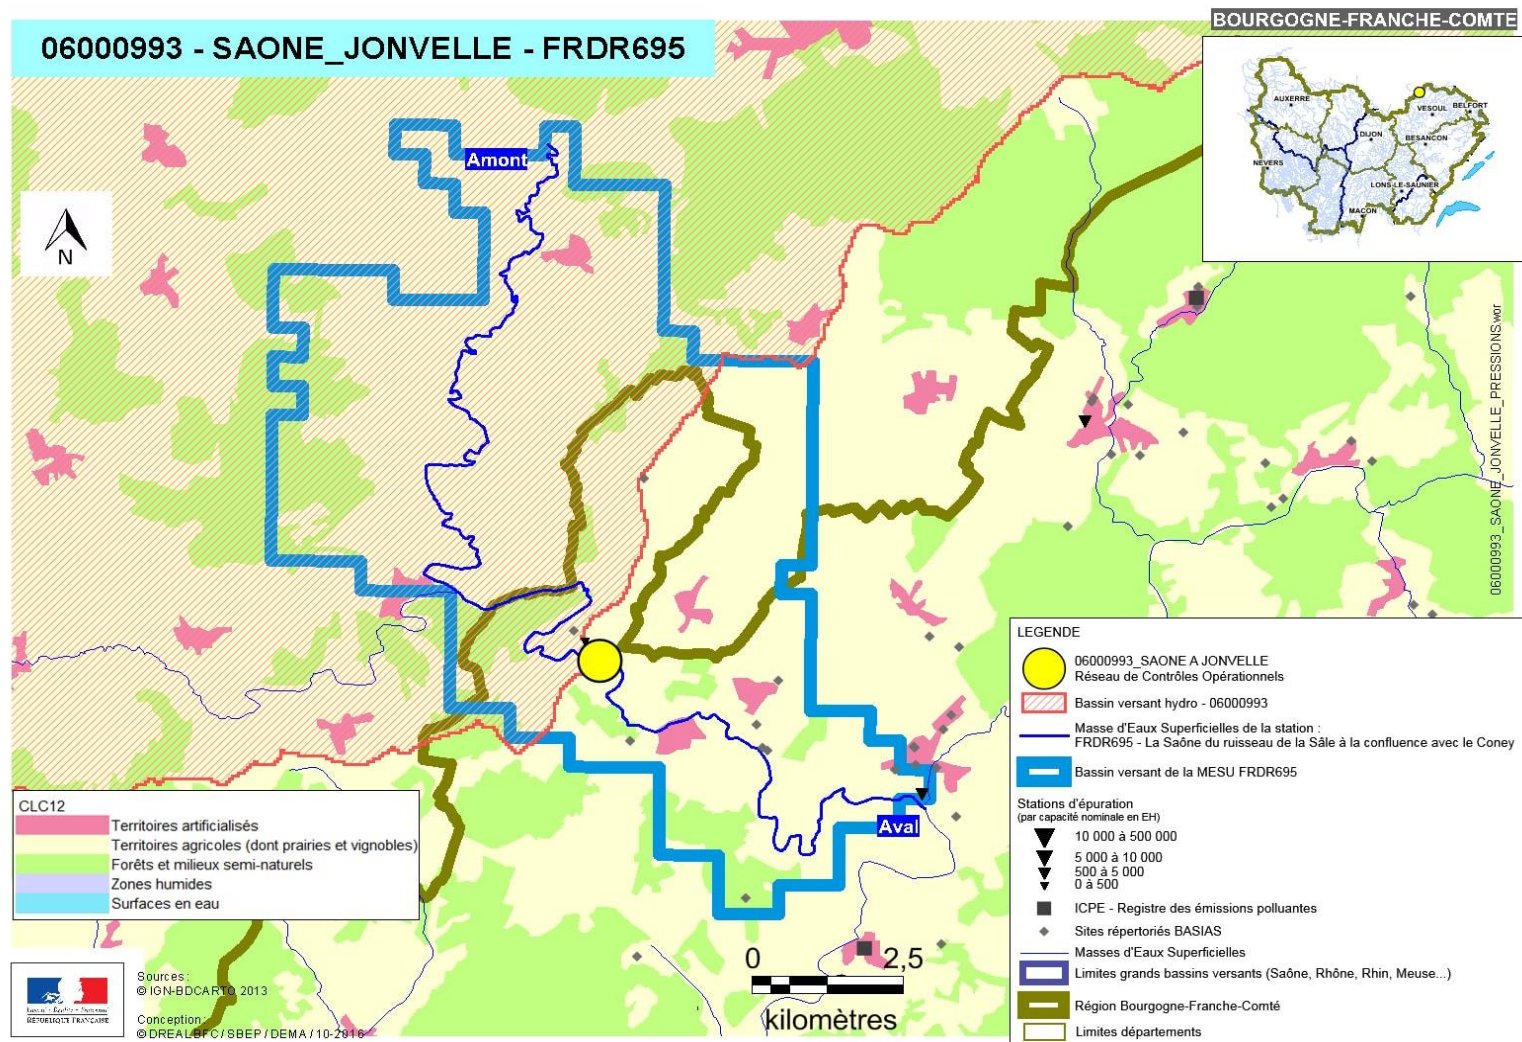 BOURGOGNE-FRANCHE-COMTE
06000993 - SAONE_JONVELLE - FRDR695
AUXERRE
VESOUL
BELFORT
DIJON
BESANCON
NEVERS
LONS-LE-SAUNIER
MACON
Amont
N
06000993_SAONE_JONVELLE_PRESSIONS.wor
Aval
LEGENDE
06000993_SAONE A JONVELLE
Réseau de Contrôles Opérationnels
Bassin versant hydro - 06000993
Masse d'Eaux Superficielles de la station :
FRDR695 - La Saône du ruisseau de la Sâle à la confluence avec le Coney
Bassin versant de la MESU FRDR695
Stations d'épuration
(par capacité nominale en EH)
10 000 à 500 000
5 000 à 10 000
500 à 5 000
0 à 500
ICPE - Registre des émissions polluantes
Sites répertoriés BASIAS
Masses d'Eaux Superficielles
Limites grands bassins versants (Saône, Rhône, Rhin, Meuse...)
Région Bourgogne-Franche-Comté
Limites départements
CLC12
Territoires artificialisés
Territoires agricoles (dont prairies et vignobles)
Forêts et milieux semi-naturels
Zones humides
Surfaces en eau
0 2,5
kilomètres
Liberté • Égalité • Fraternité
RÉPUBLIQUE FRANÇAISE
Sources :
© IGN-BDCARTO 2013
Conception :
© DREAL BFC / SBEP / DEMA / 10-2016